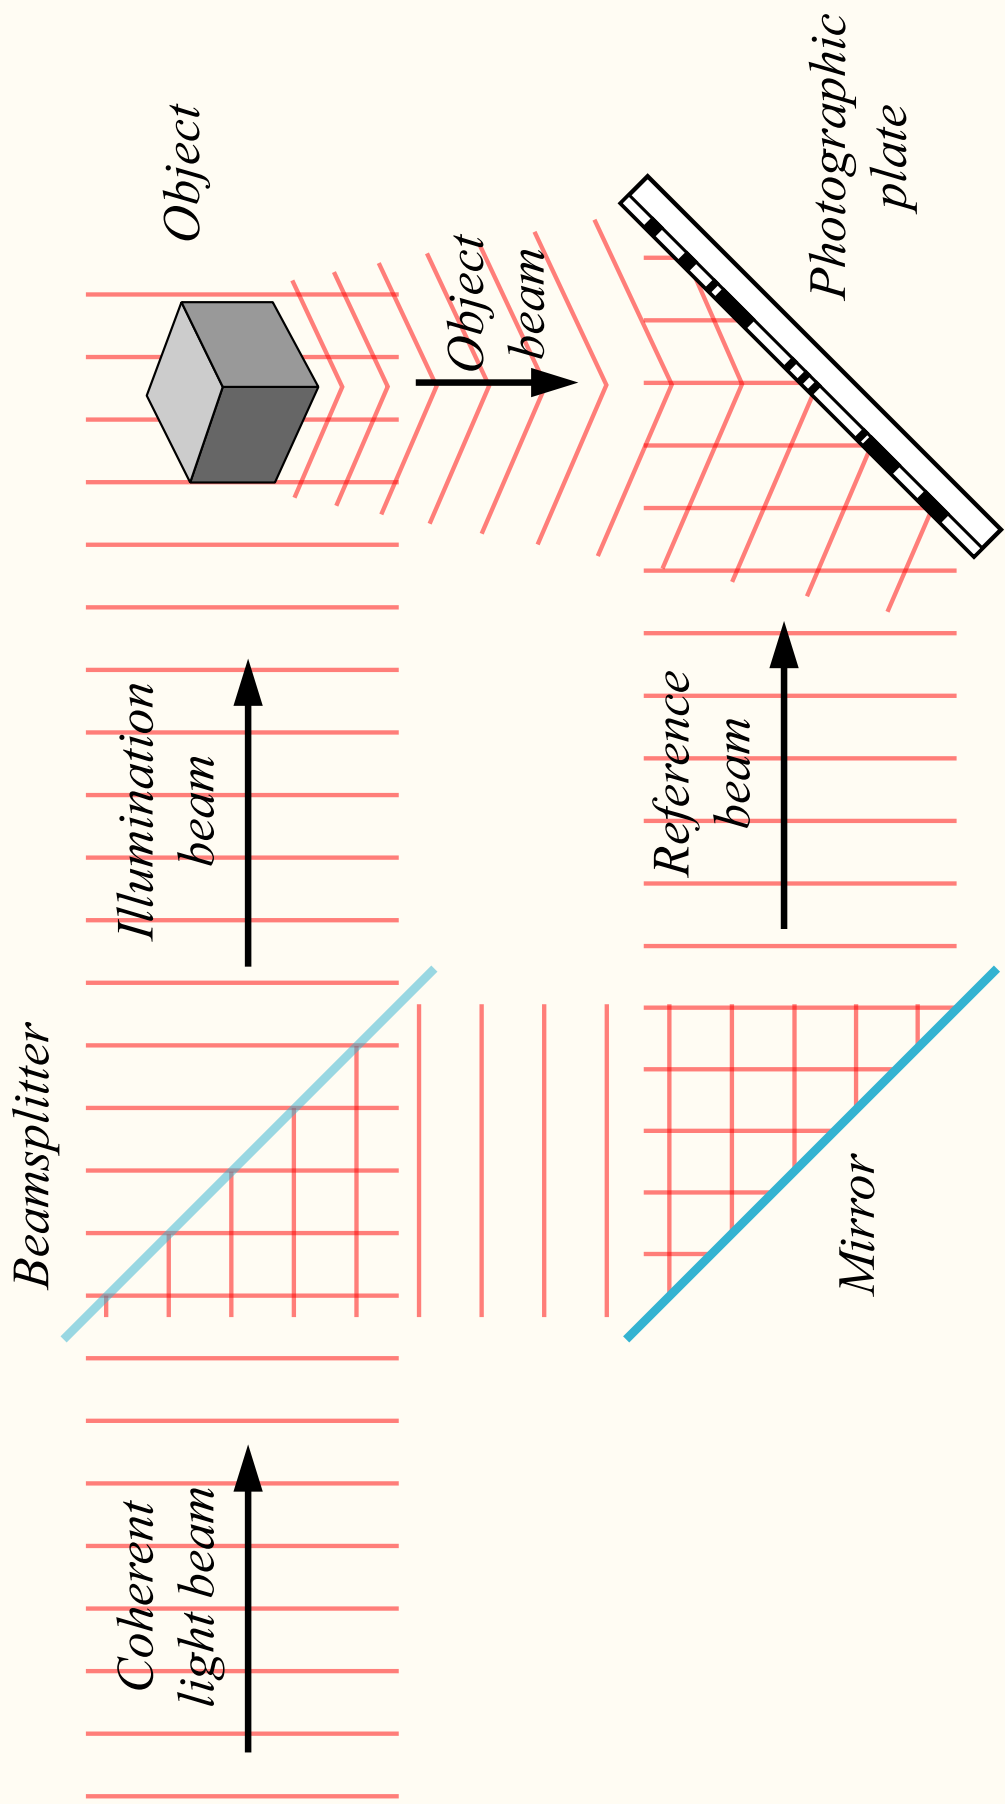 Coherent
light beam
Beamsplitter
Illumination
beam
Object
Object
beam
Mirror
Reference
beam
Photographic
plate